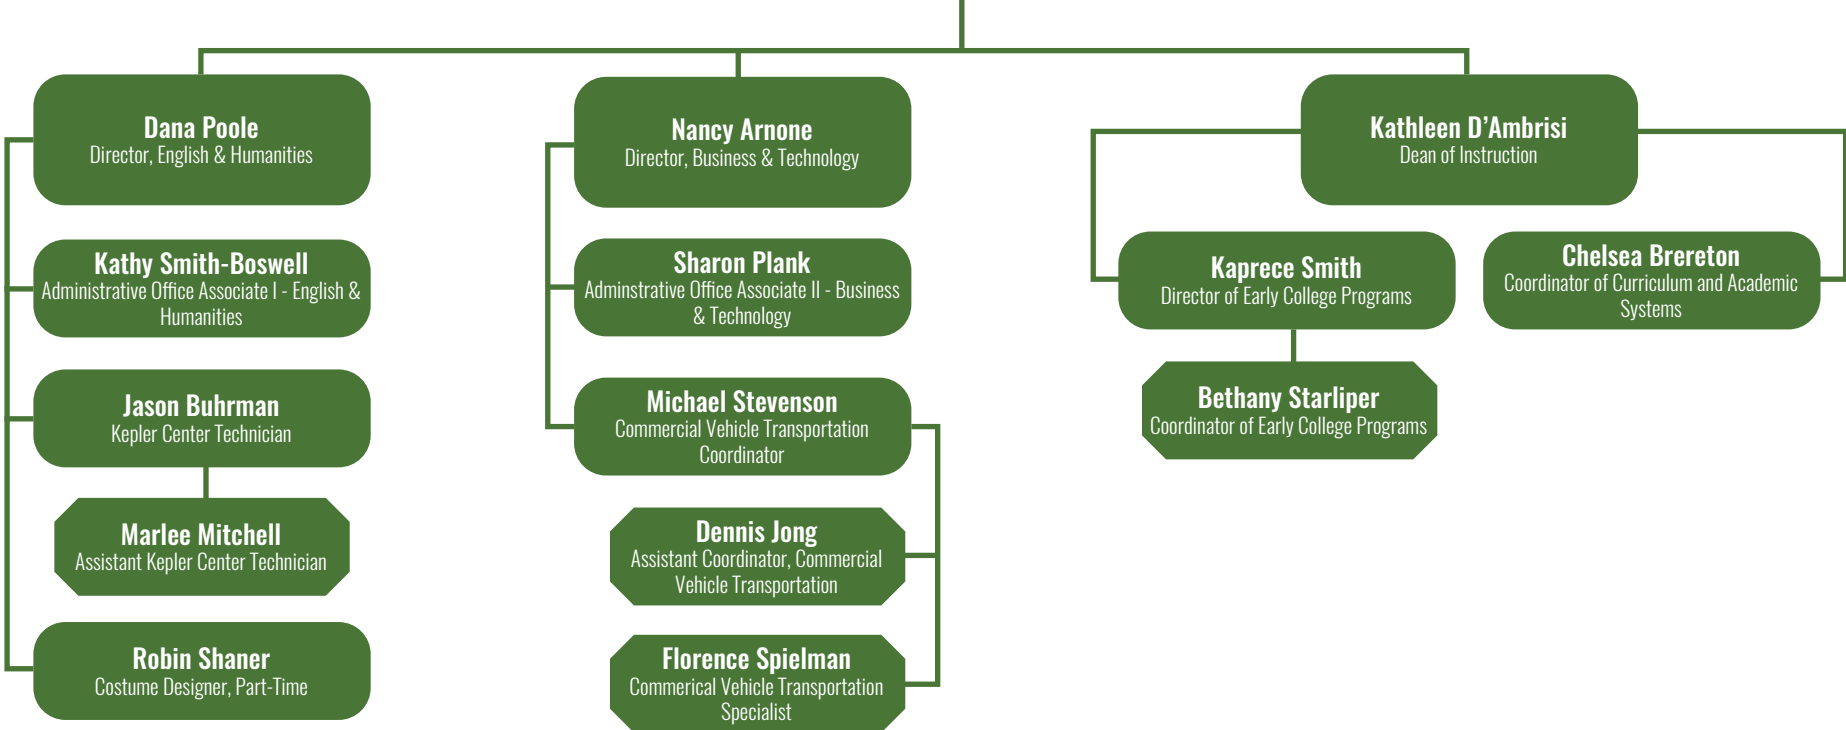 Dana Poole
Director, English & Humanities
Kathy Smith-Boswell
Administrative Office Associate I - English &
Humanities
Jason Buhrman
Kepler Center Technician
Marlee Mitchell
Assistant Kepler Center Technician
Robin Shaner
Costume Designer, Part-Time
Nancy Arnone
Director, Business & Technology
Sharon Plank
Adminstrative Office Associate II - Business
& Technology
Michael Stevenson
Commercial Vehicle Transportation
Coordinator
Dennis Jong
Assistant Coordinator, Commercial
Vehicle Transportation
Florence Spielman
Commerical Vehicle Transportation
Specialist
Kathleen D’Ambrisi
Dean of Instruction
Kaprece Smith
Director of Early College Programs
Bethany Starliper
Coordinator of Early College Programs
Chelsea Brereton
Coordinator of Curriculum and Academic
Systems